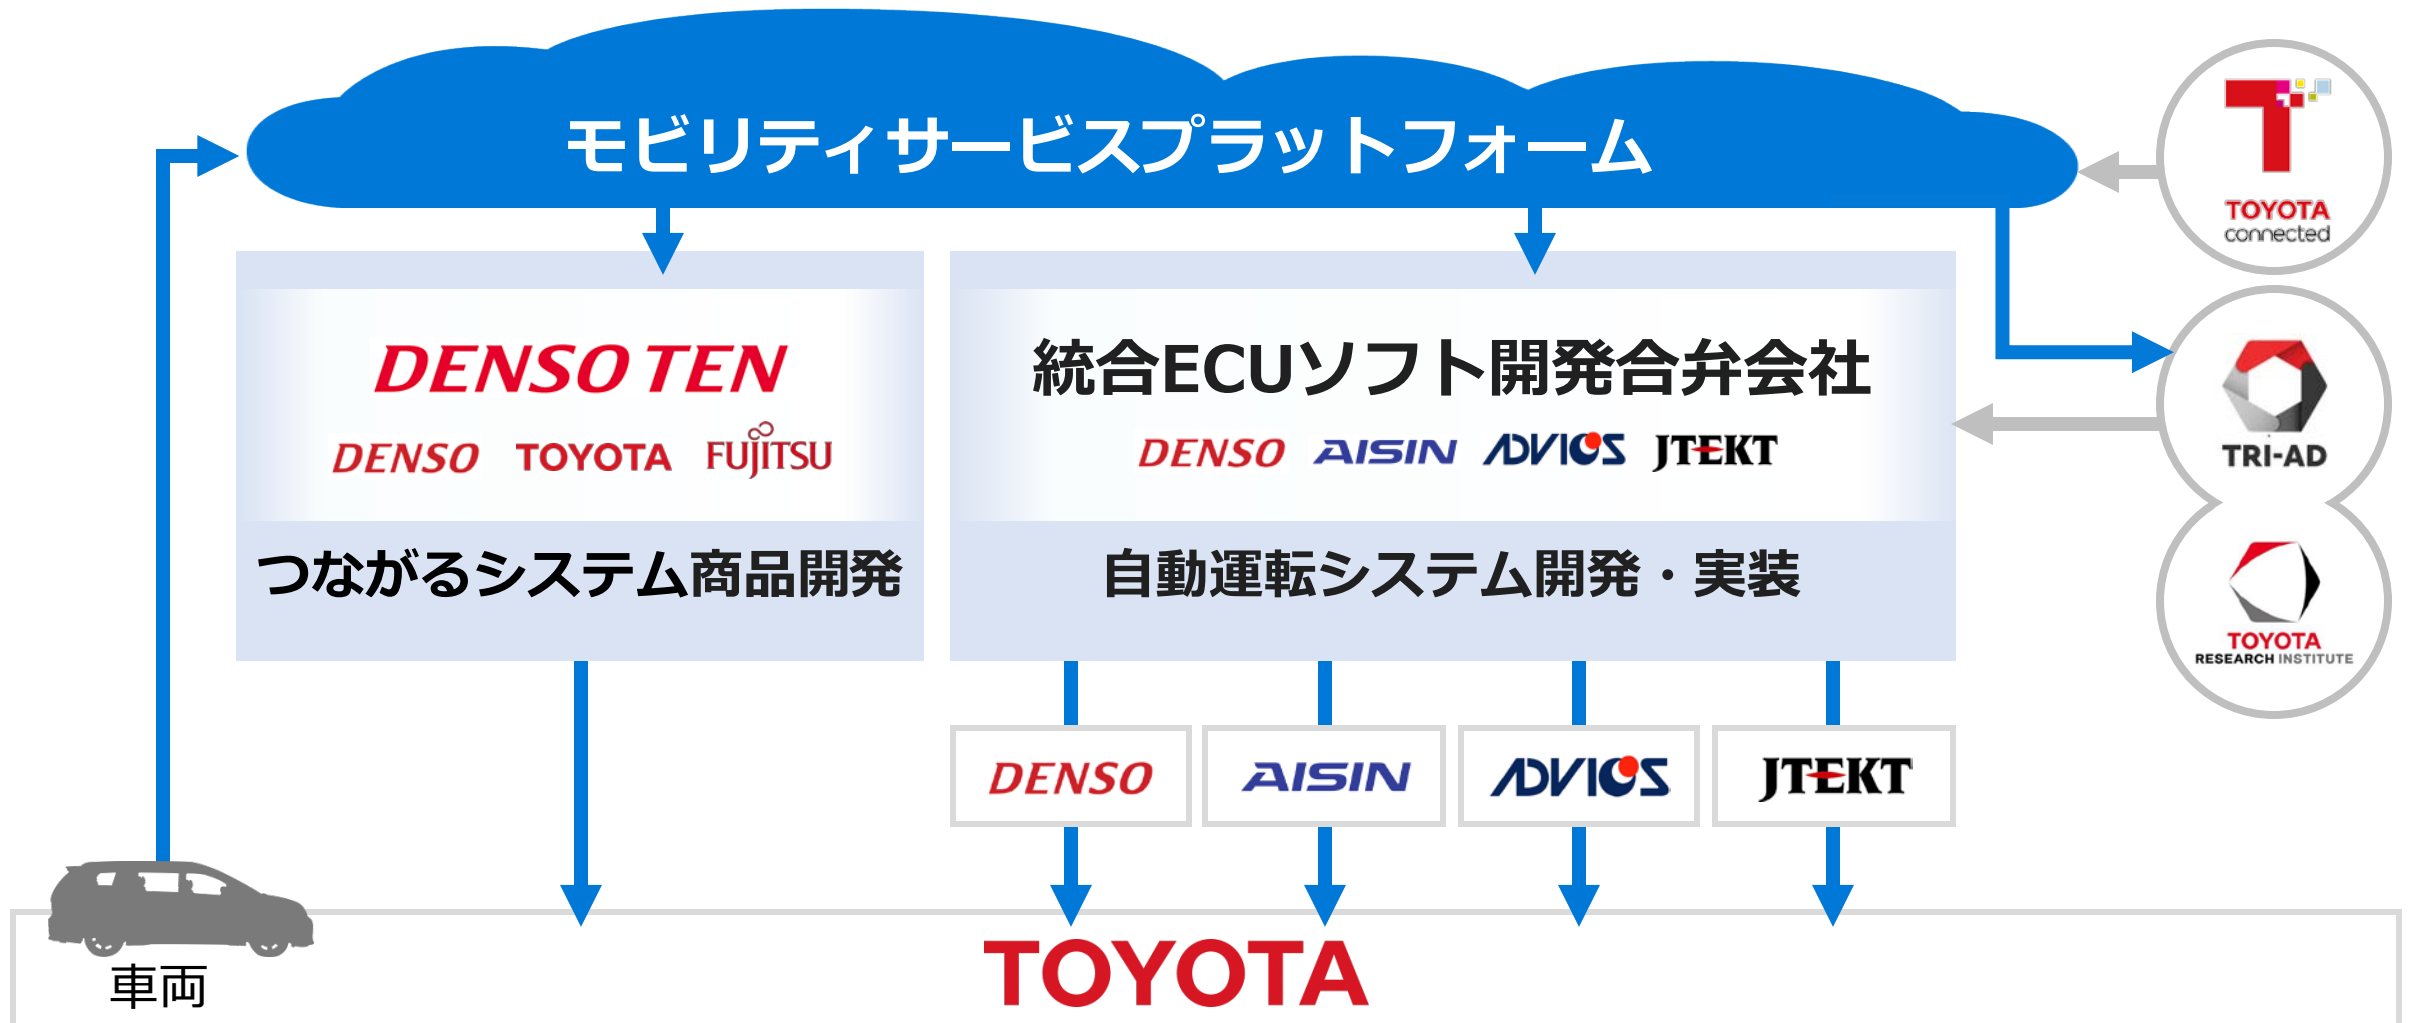 モビリティサービスプラットフォーム
TOYOTA
connected
DENSO TEN
DENSO TOYOTA FUJITSU
つながるシステム商品開発
統合ECUソフト開発合弁会社
DENSO AISIN ADVICS JTEKT
自動運転システム開発・実装
TRI-AD
TOYOTA
RESEARCH INSTITUTE
DENSO AISIN ADVICS JTEKT
車両
TOYOTA